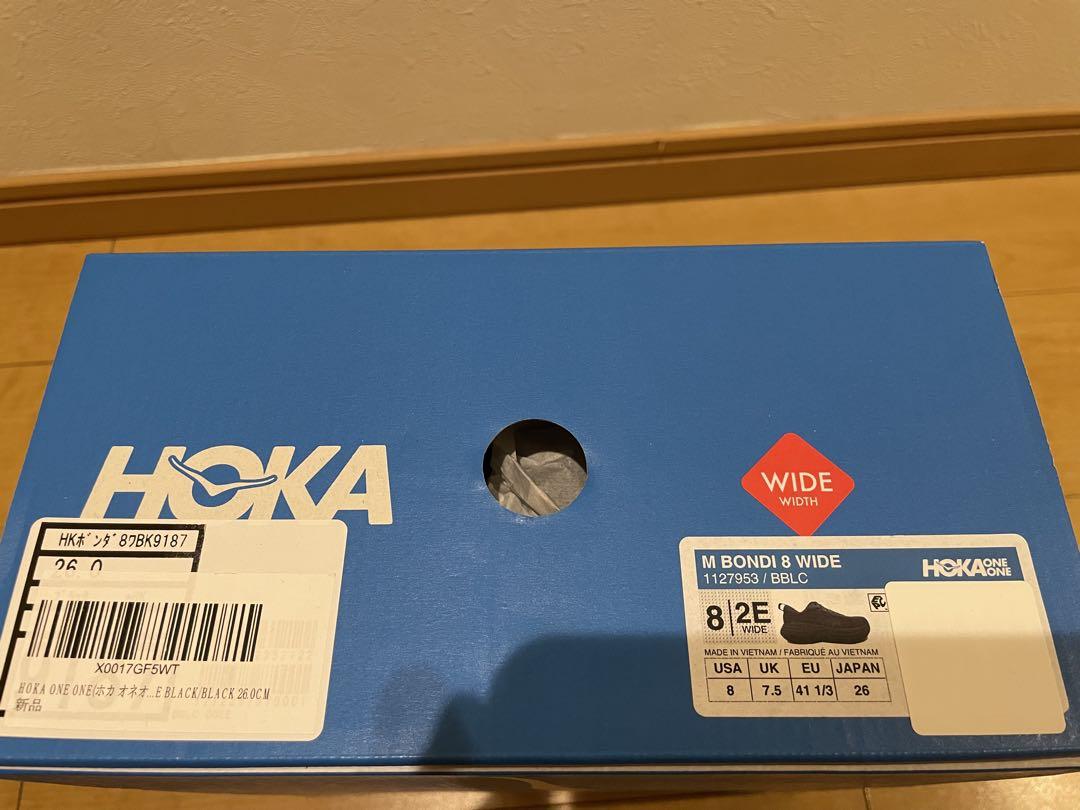 HOKA
WIDE
WIDTH
HKボンダ8ワBK9187
26.0
X0017GF5WT
HOKA ONE ONE(ホカ オネオ...E BLACK/BLACK 26.0CM
新品
M BONDI 8 WIDE
HOKA ONE ONE
1127953 / BBLC
8 2E
WIDE
MADE IN VIETNAM / FABRIQUÉ AU VIETNAM
USA UK EU JAPAN
8 7.5 41 1/3 26